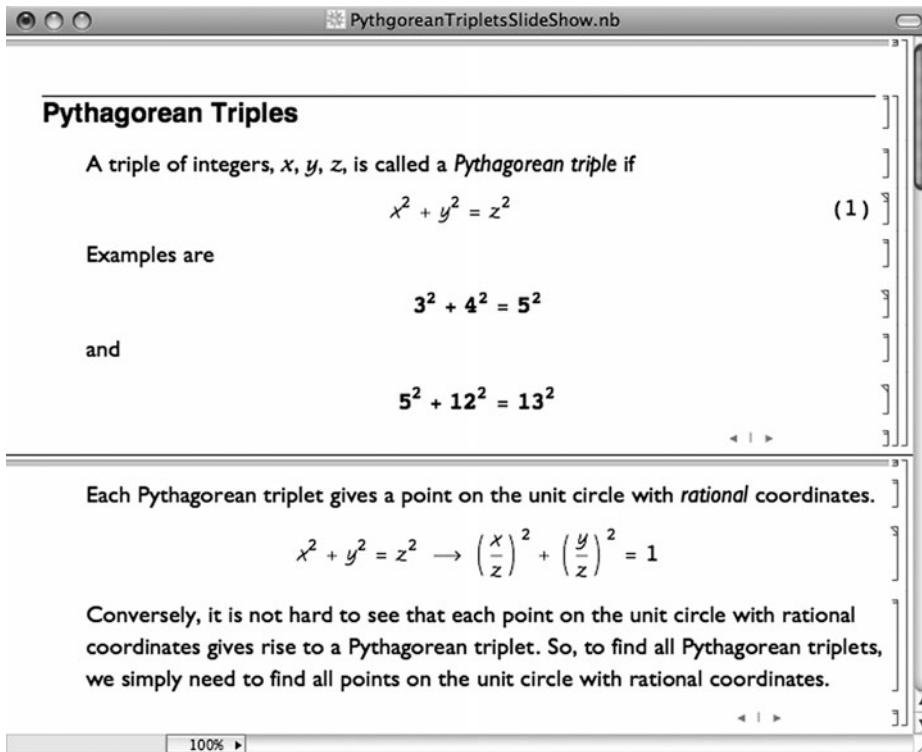 PythgoreanTripletsSlideShow.nb
Pythagorean Triples
A triple of integers, x, y, z, is called a Pythagorean triple if
x² + y² = z² (1)
Examples are
3² + 4² = 5²
and
5² + 12² = 13²
Each Pythagorean triplet gives a point on the unit circle with rational coordinates.
x² + y² = z² ⟶ (x/z)² + (y/z)² = 1
Conversely, it is not hard to see that each point on the unit circle with rational
coordinates gives rise to a Pythagorean triplet. So, to find all Pythagorean triplets,
we simply need to find all points on the unit circle with rational coordinates.
100%